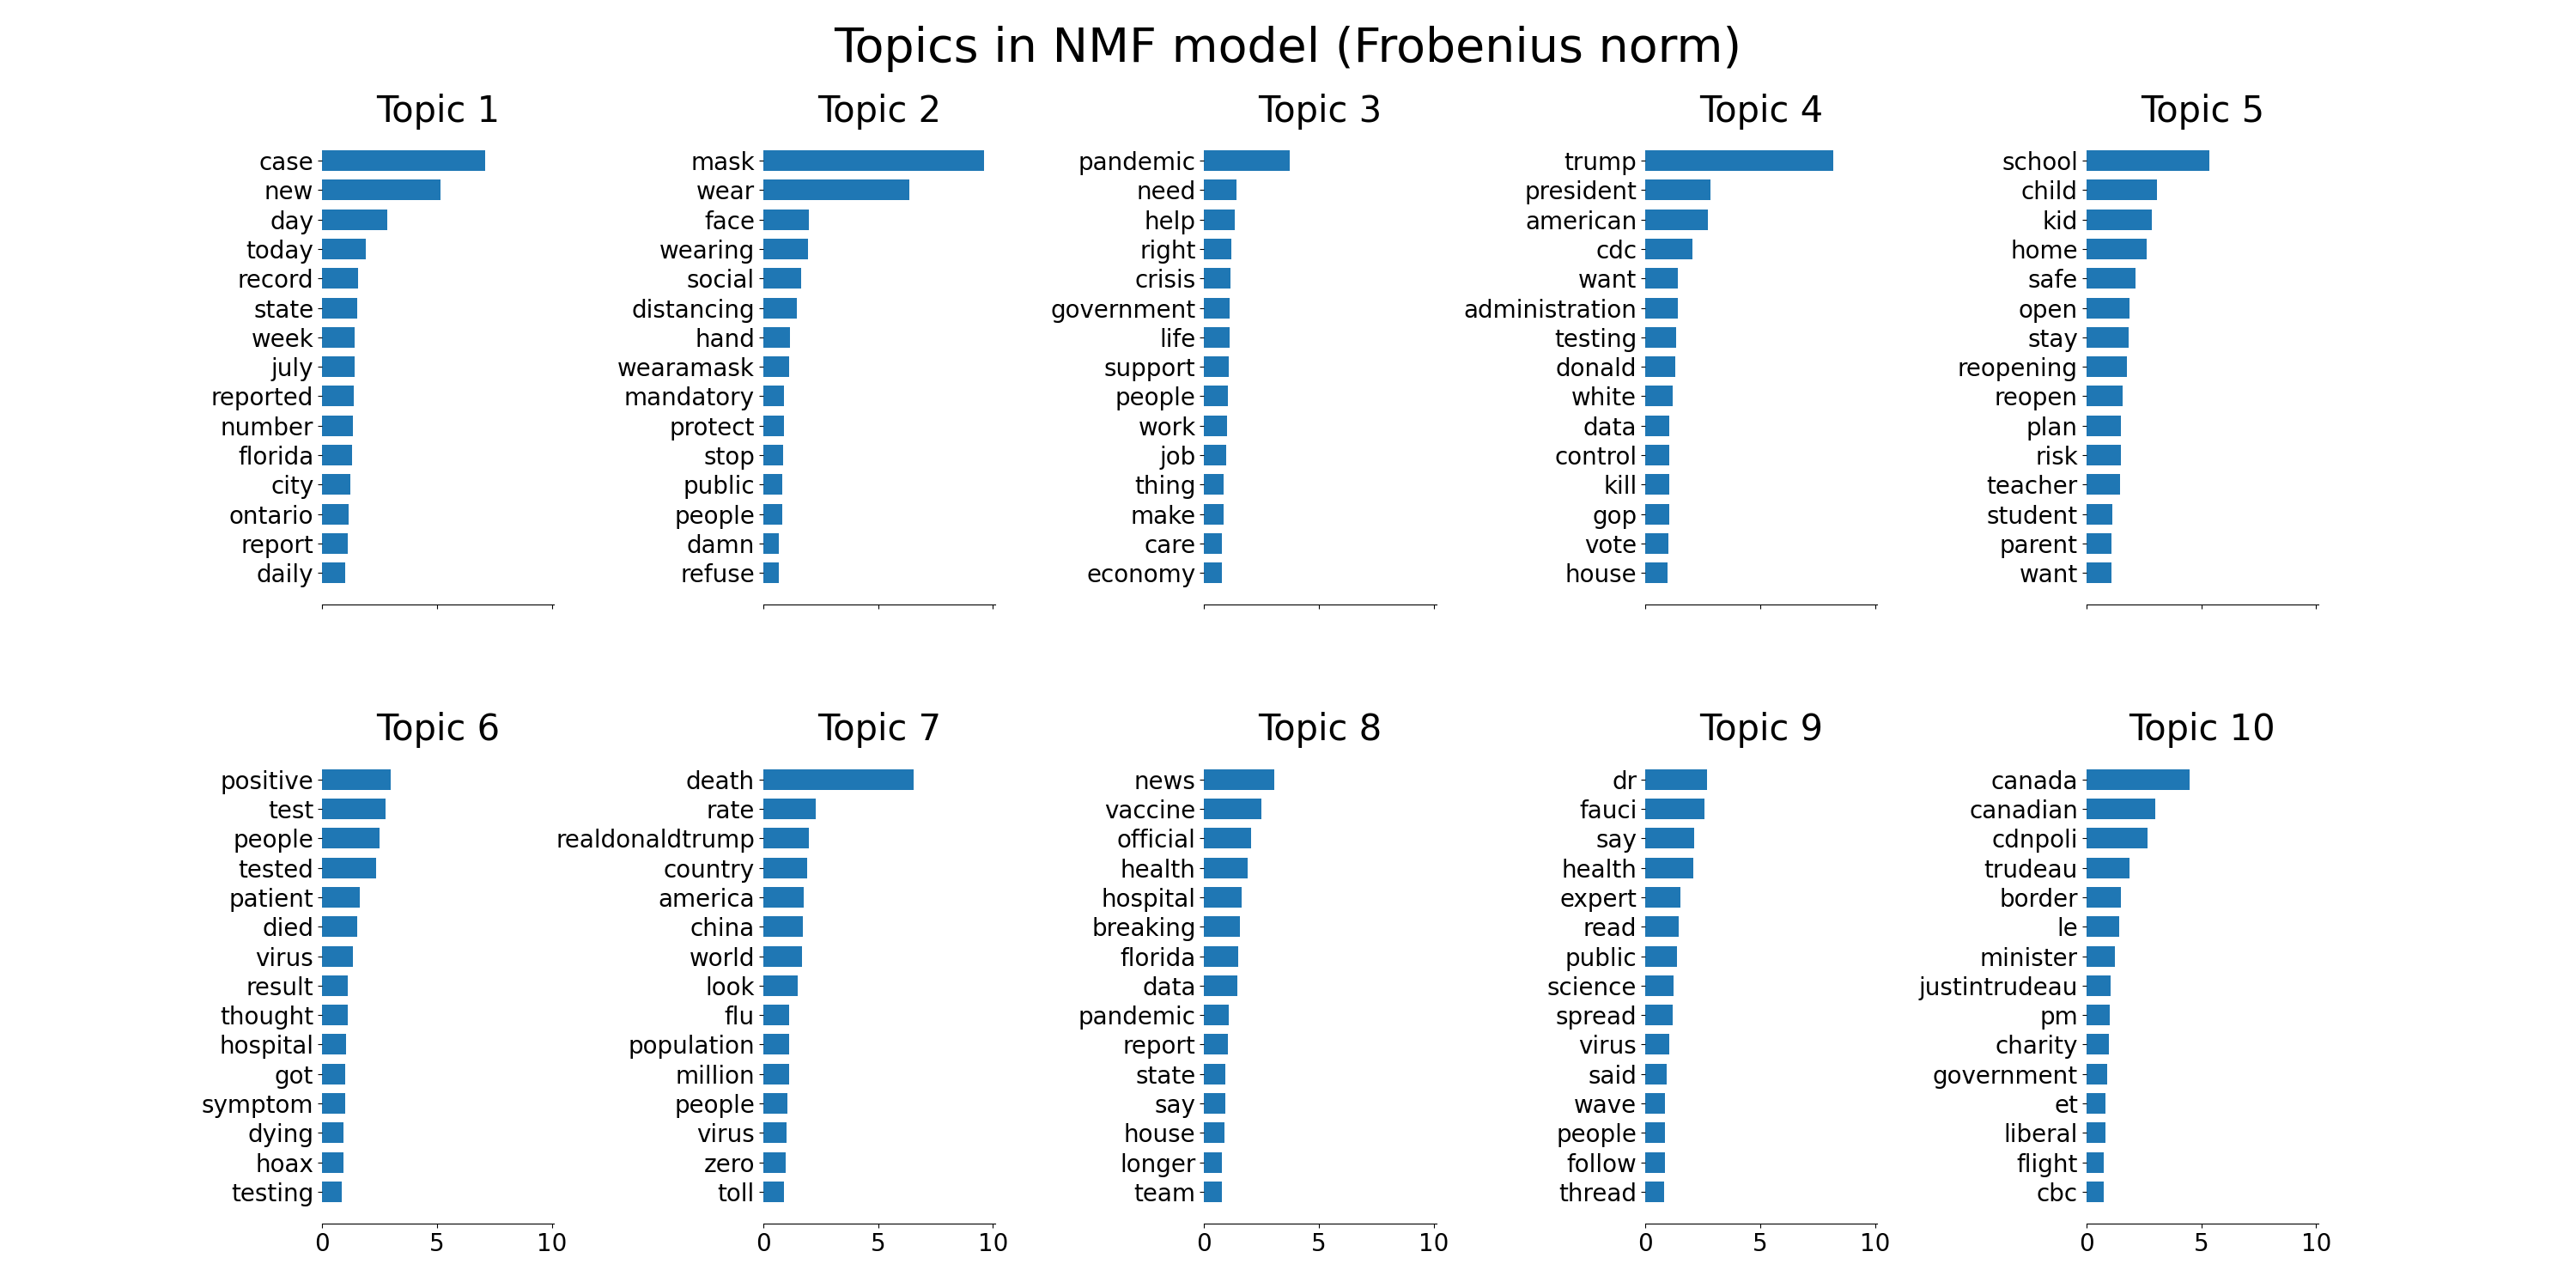 Topics in NMF model (Frobenius norm)
Topic 1
case
new
day
today
record
state
week
july
reported
number
florida
city
ontario
report
daily
Topic 2
mask
wear
face
wearing
social
distancing
hand
wearamask
mandatory
protect
stop
public
people
damn
refuse
Topic 3
pandemic
need
help
right
crisis
government
life
support
people
work
job
thing
make
care
economy
Topic 4
trump
president
american
cdc
want
administration
testing
donald
white
data
control
kill
gop
vote
house
Topic 5
school
child
kid
home
safe
open
stay
reopening
reopen
plan
risk
teacher
student
parent
want
Topic 6
positive
test
people
tested
patient
died
virus
result
thought
hospital
got
symptom
dying
hoax
testing
0 5 10
Topic 7
death
rate
realdonaldtrump
country
america
china
world
look
flu
population
million
people
virus
zero
toll
0 5 10
Topic 8
news
vaccine
official
health
hospital
breaking
florida
data
pandemic
report
state
say
house
longer
team
0 5 10
Topic 9
dr
fauci
say
health
expert
read
public
science
spread
virus
said
wave
people
follow
thread
0 5 10
Topic 10
canada
canadian
cdnpoli
trudeau
border
le
minister
justintrudeau
pm
charity
government
et
liberal
flight
cbc
0 5 10